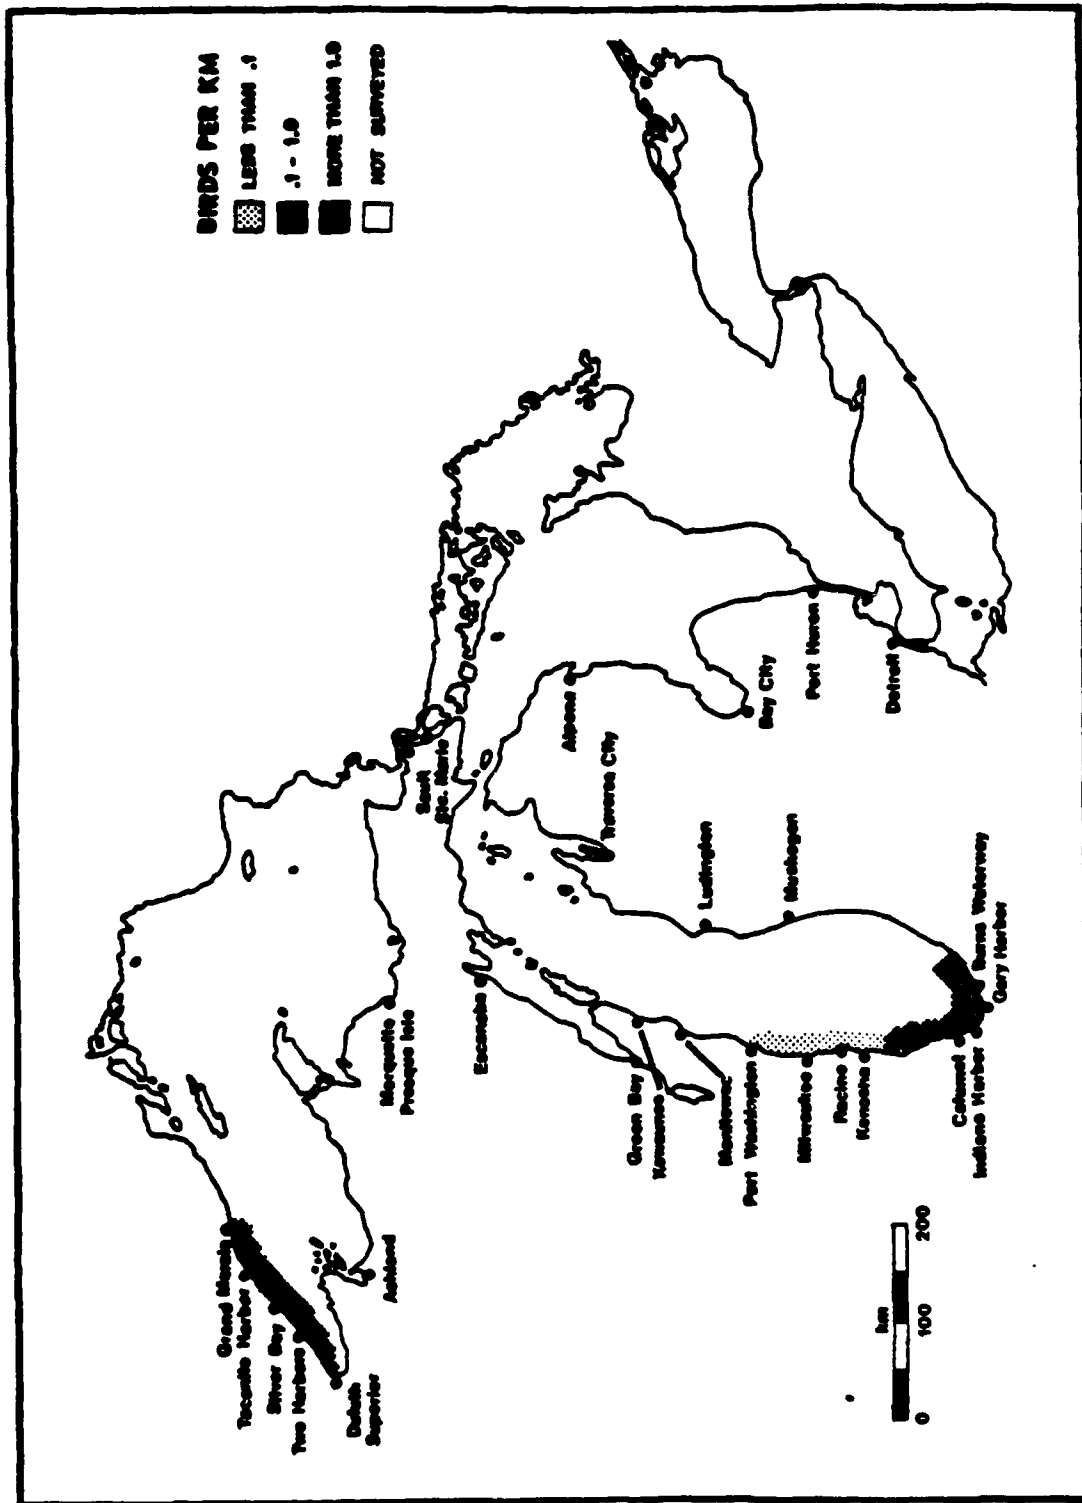 BIRDS PER KM
LESS THAN .1
.1 - 1.0
MORE THAN 1.0
NOT SURVEYED
Grand Marais
Taconite Harbor
Silver Bay
Two Harbors
Duluth
Superior
Ashland
Marquette
Presque Isle
Sault
Ste. Marie
Escanaba
Green Bay
Kewaunee
Manitowoc
Port Washington
Milwaukee
Racine
Kenosha
Calumet
Indiana Harbor
Gary Harbor
Burns Waterway
Muskegon
Ludington
Traverse City
Alpena
Bay City
Port Huron
Detroit
km
0 100 200